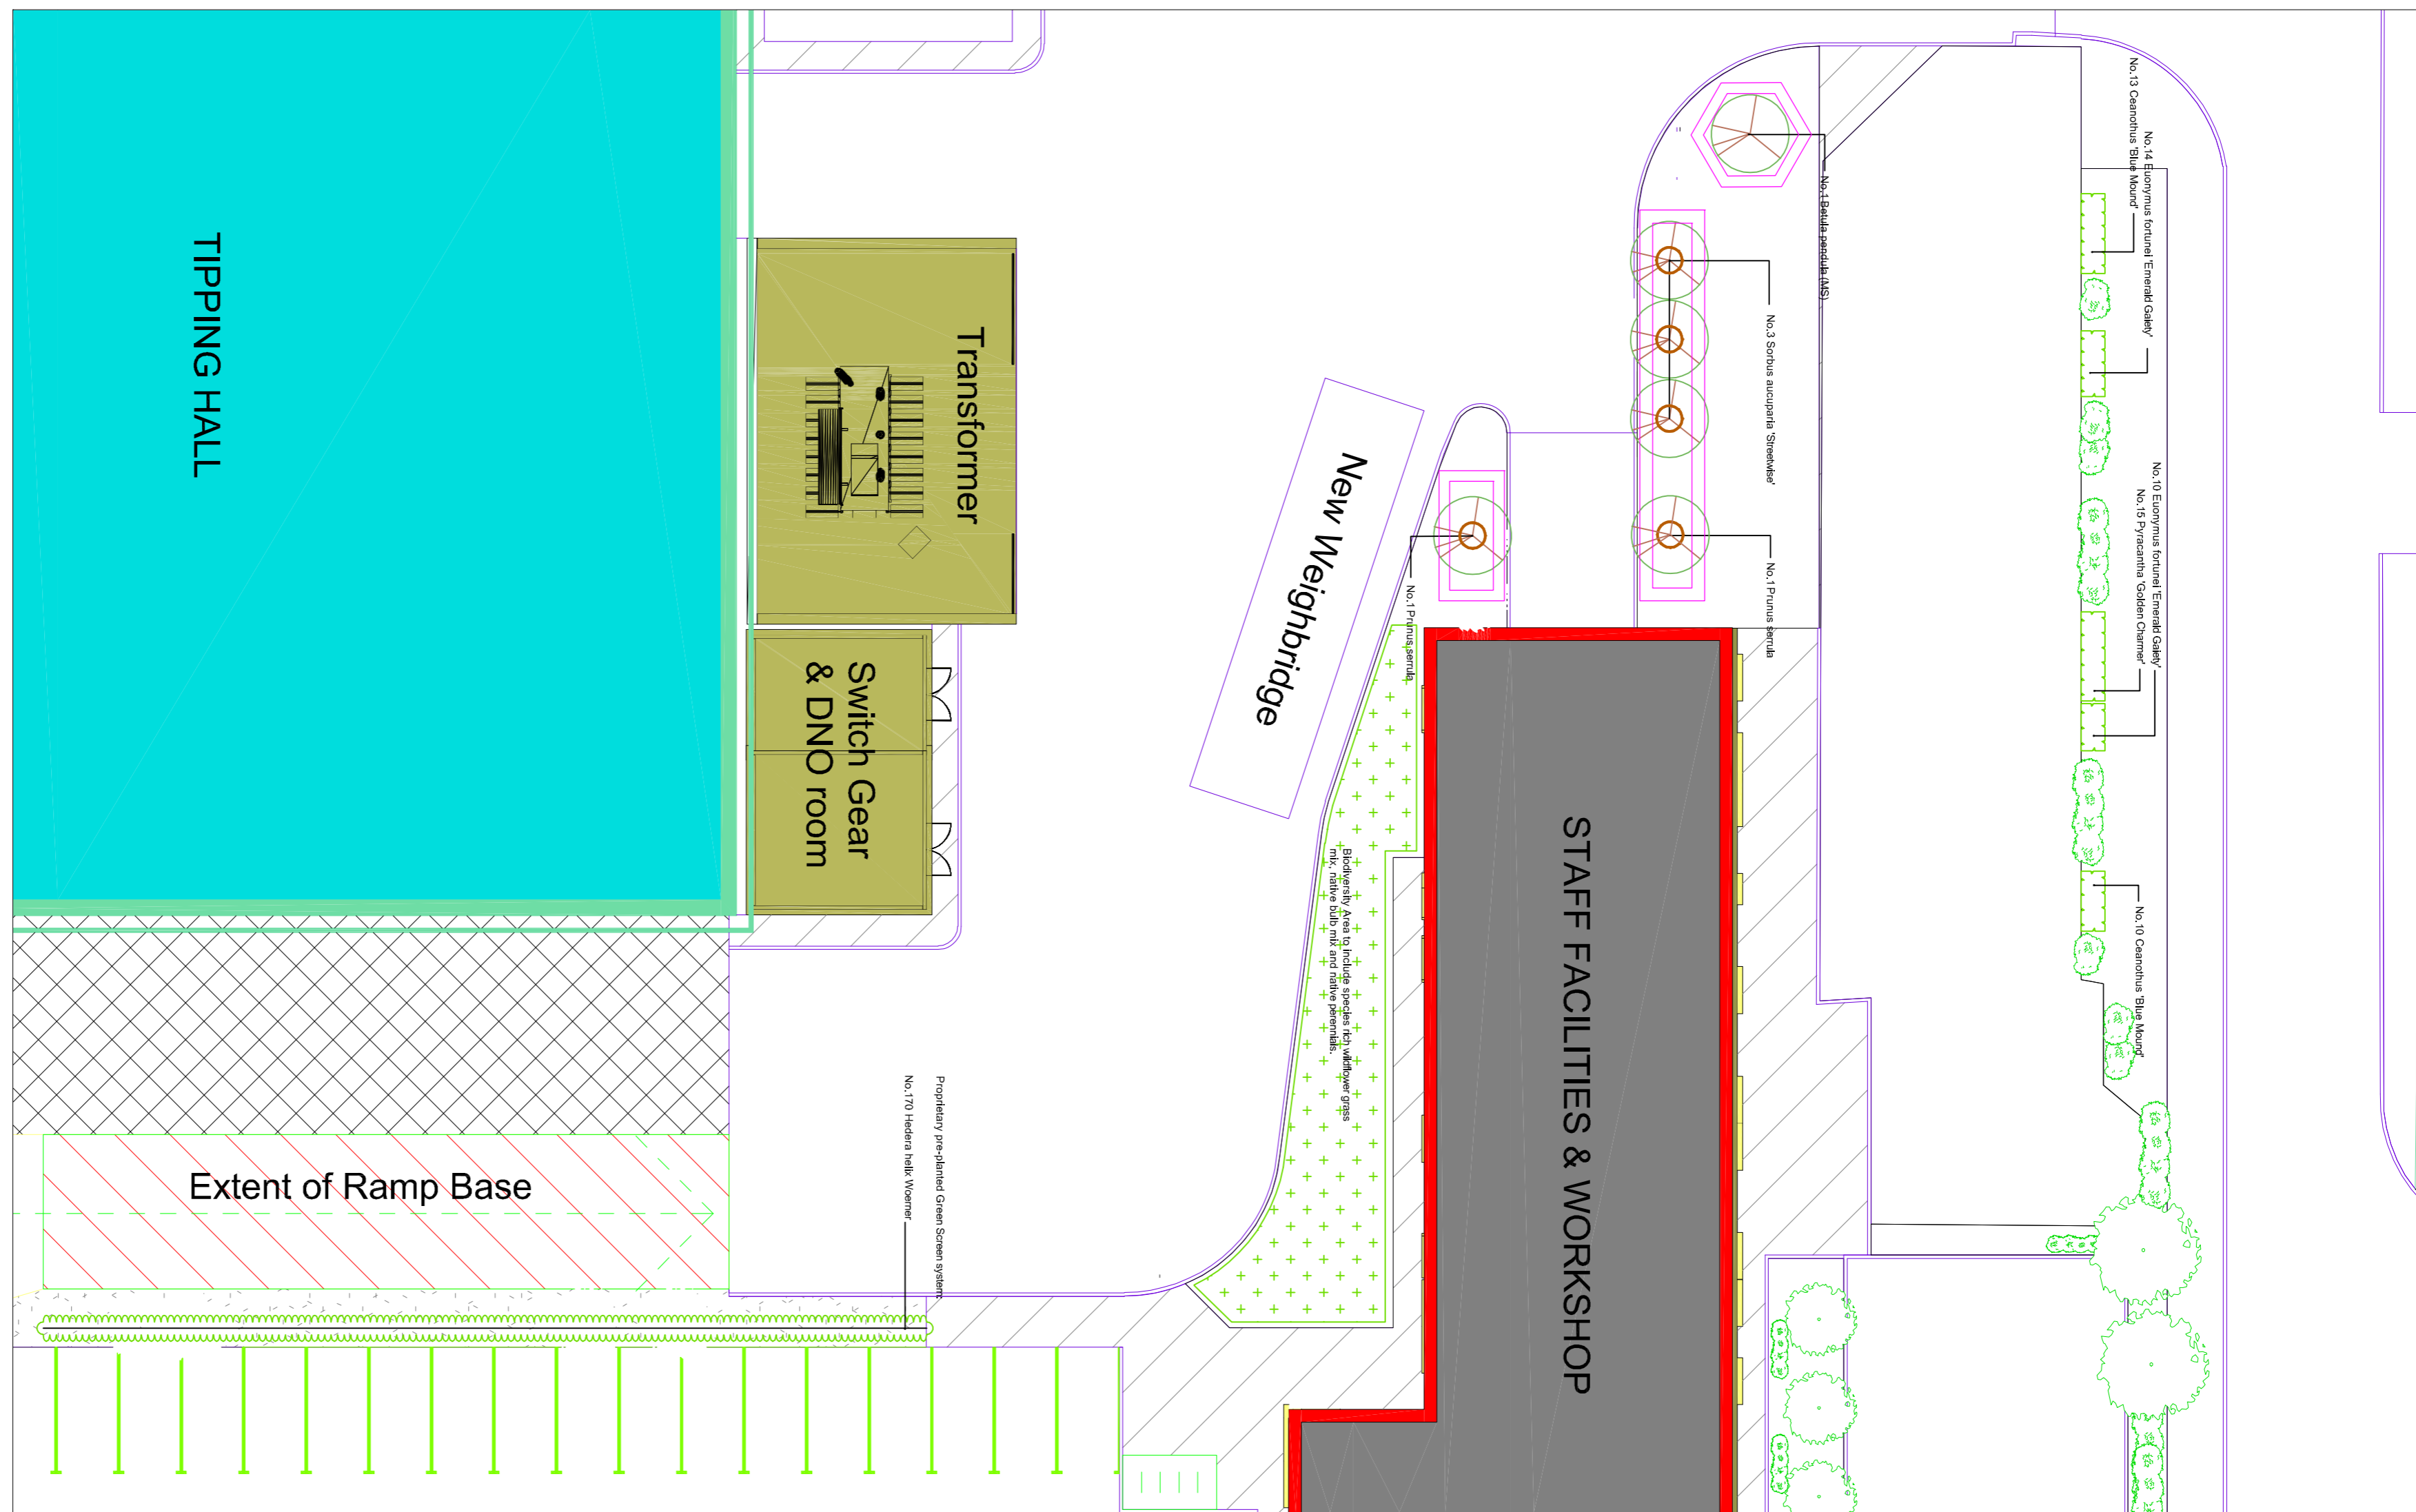 TIPPING HALL
Transformer
Switch Gear
& DNO room
New Weighbridge
STAFF FACILITIES & WORKSHOP
Extent of Ramp Base
No.13 Ceanothus 'Blue Mound'
No.14 Euonymus fortunei 'Emerald Gaiety'
No.1 Betula pendula (MS)
No.3 Sorbus aucuparia 'Streetwise'
No.10 Euonymus fortunei 'Emerald Gaiety'
No.15 Pyracantha 'Golden Charmer'
No.1 Prunus serrula
No.1 Prunus serrula
Biodiversity Area to include species rich wildflower grass
mix, native bulb mix and native perennials.
No.10 Ceanothus 'Blue Mound'
Proprietary pre-planted Green Screen system:
No.170 Hedera helix Woerner